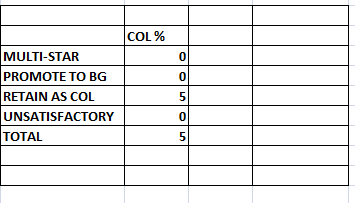 COL %
MULTI-STAR 0
PROMOTE TO BG 0
RETAIN AS COL 5
UNSATISFACTORY 0
TOTAL 5